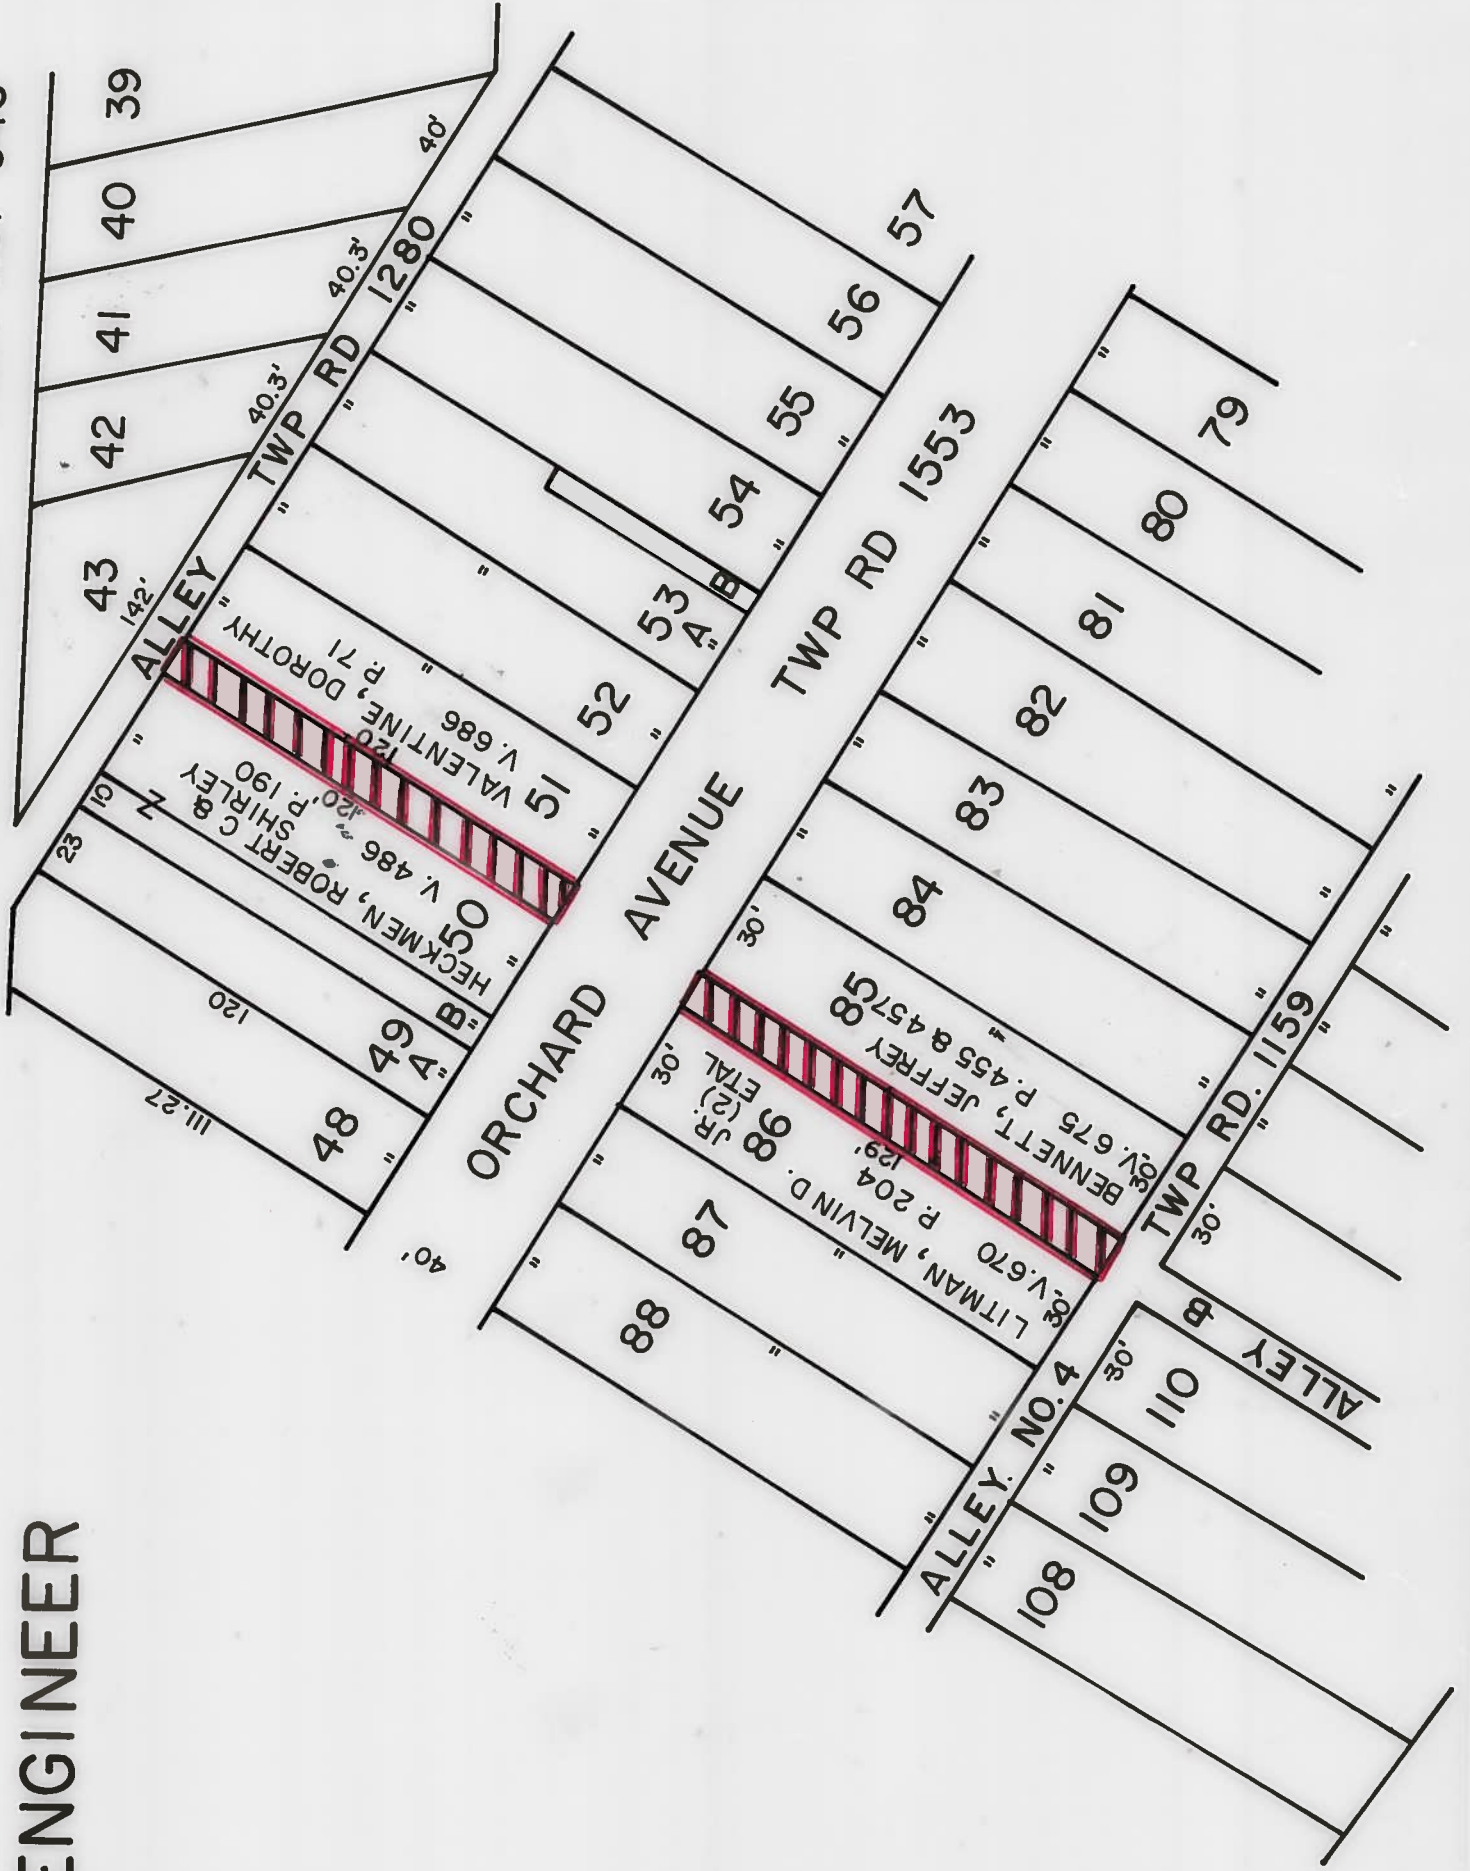 39
40
41
42
43
40'
40.3'
40.3'
142'
ALLEY TWP RD 1280
57
56
55
54
53
A"
B
52
51
VALENTINE, DOROTHY
V. 686 P. 71
120'
120'
HECKMEN, ROBERT C &
SHIRLEY
V. 486 P. 190
50
Z
10
23
49
A"
B"
48
120
111.27
40'
ORCHARD AVENUE TWP RD 1553
79
80
81
82
83
84
85
30'
30'
BENNETT, JEFFREY
V. 675 P. 455 & 457
30'
129'
86
LITMAN, MELVIN D. JR.
(2) ETAL
V. 670 P. 204
30'
87
88
ALLEY NO. 4 TWP RD. 1159
30'
30'
ALLEY B
110
109
108
ENGINEER